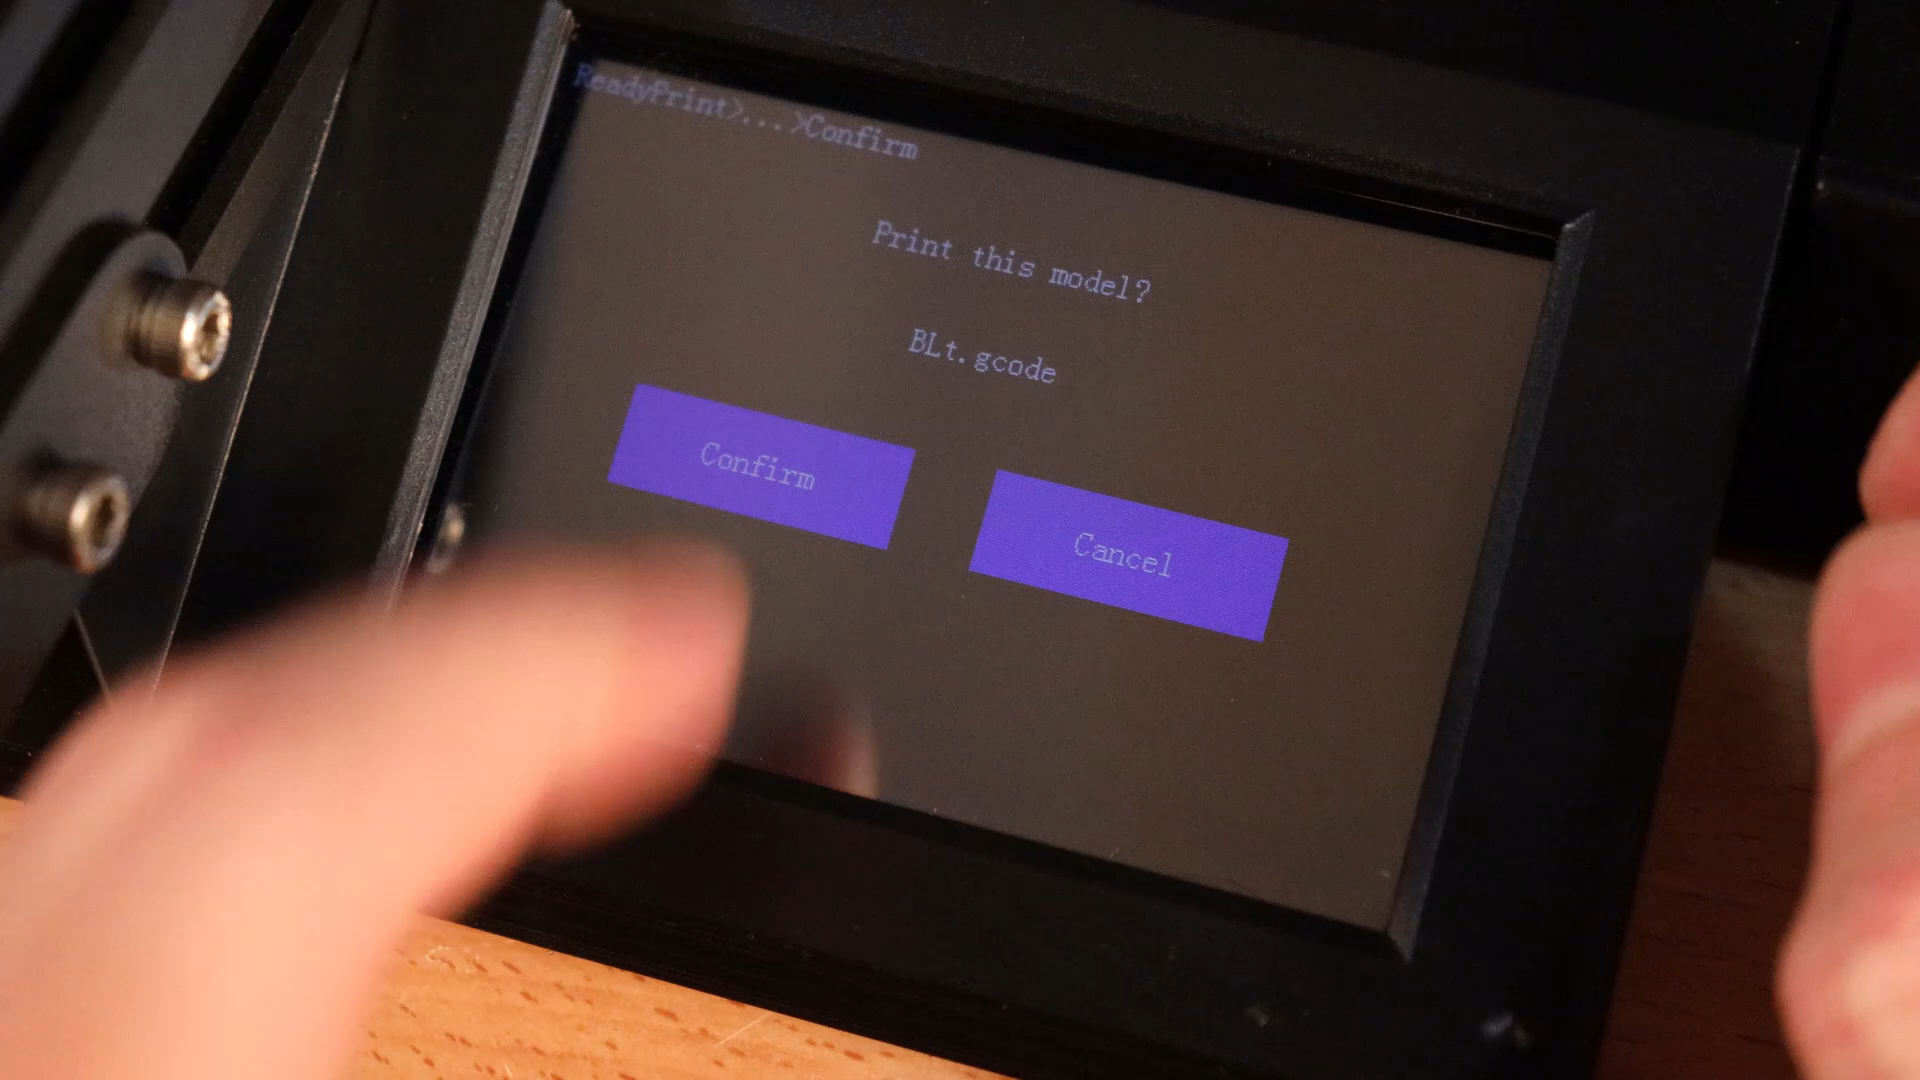 ReadyPrint>...>Confirm
Print this model?
BLt.gcode
Confirm
Cancel